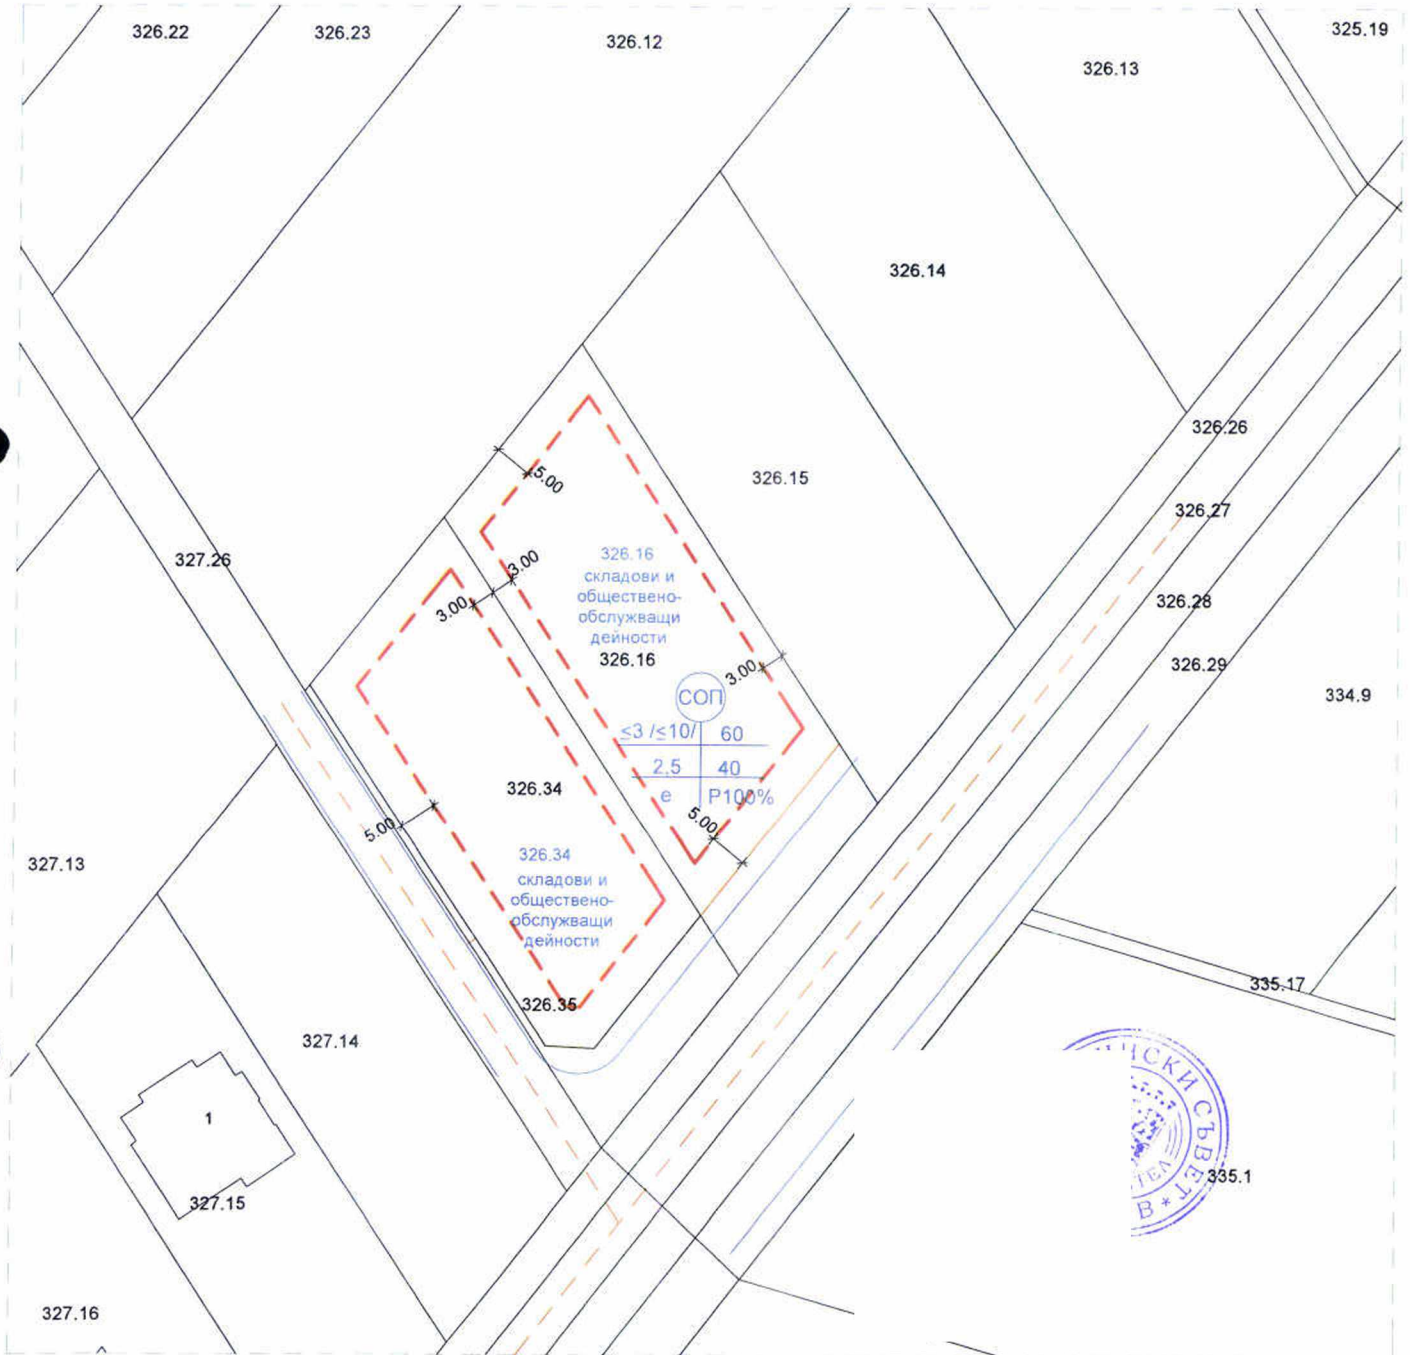 326.22
326.23
326.12
325.19
326.13
326.14
326.26
326.15
5.00
326.27
327.26
3.00
326.16
складови и
обществено-
обслужващи
дейности
3.00
326.28
326.16
3.00
326.29
334.9
СОП
≤3 /≤10/ 60
2.5 40
е Р100%
326.34
5.00
5.00
326.34
складови и
обществено-
обслужващи
дейности
327.13
326.35
335.17
327.14
1
СЪВЕТ
335.1
327.15
327.16